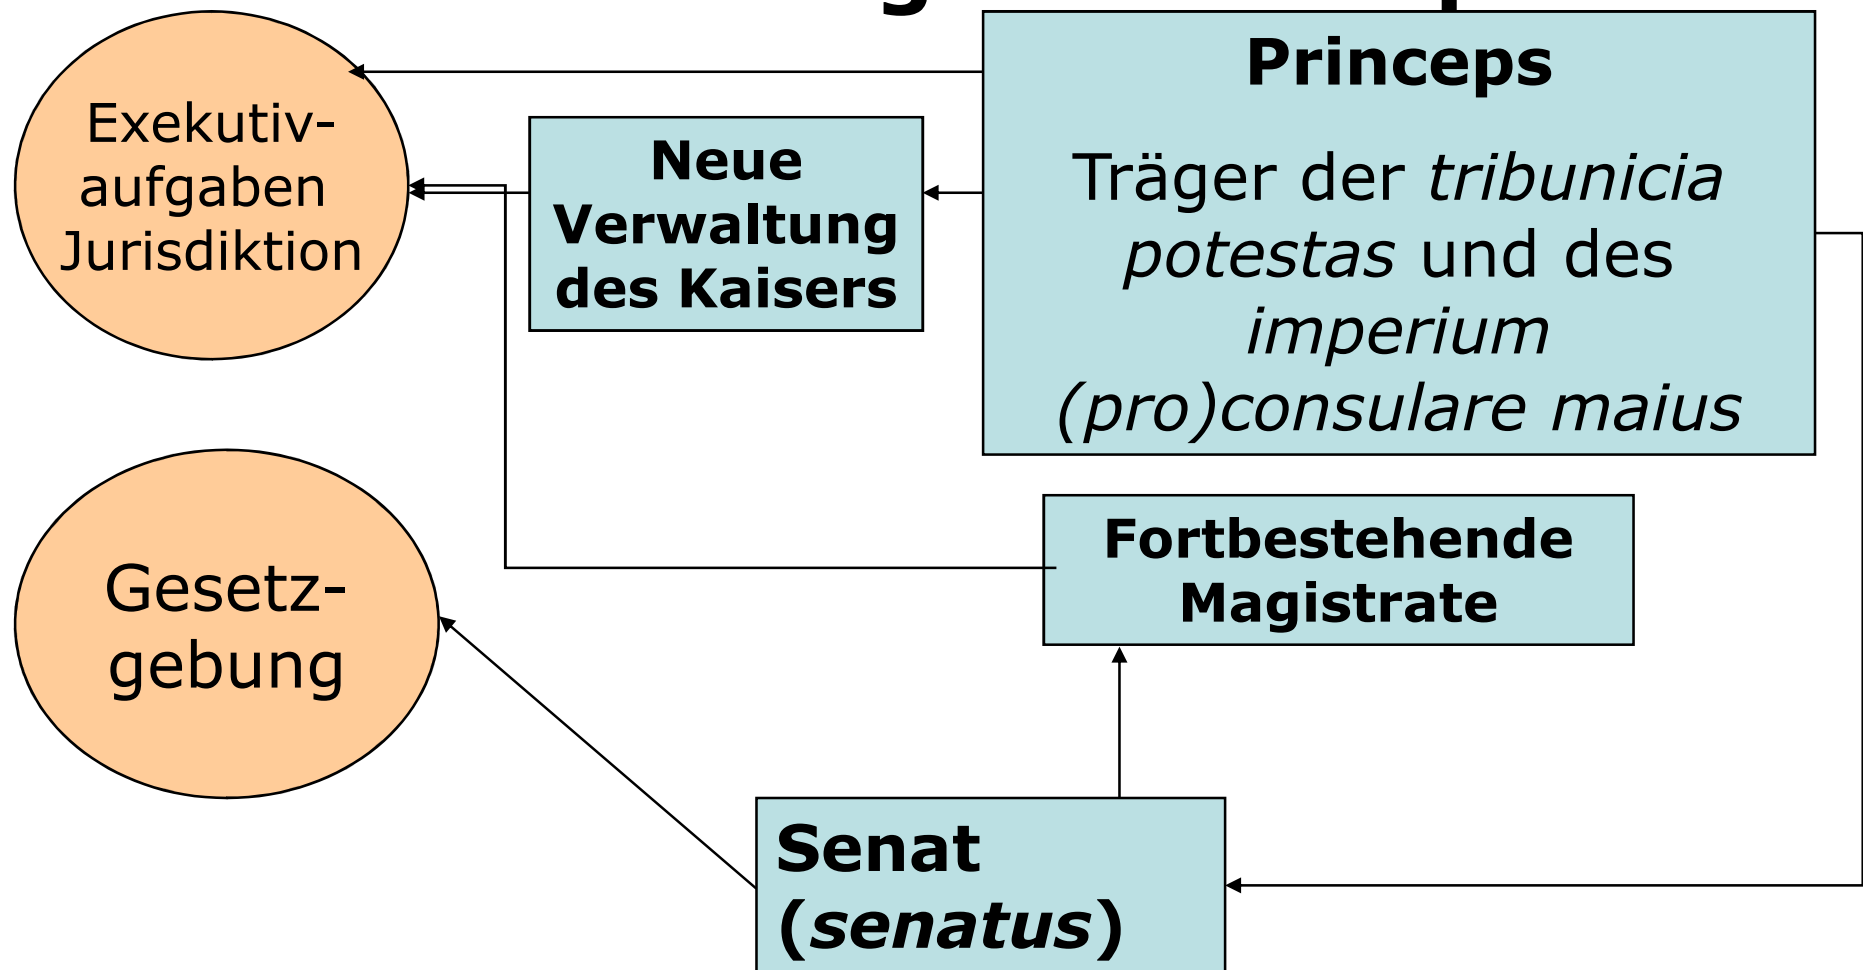 Princeps
Träger der tribunicia
potestas und des
imperium
(pro)consulare maius
Exekutiv-
aufgaben
Jurisdiktion
Neue
Verwaltung
des Kaisers
Fortbestehende
Magistrate
Gesetz-
gebung
Senat
(senatus)